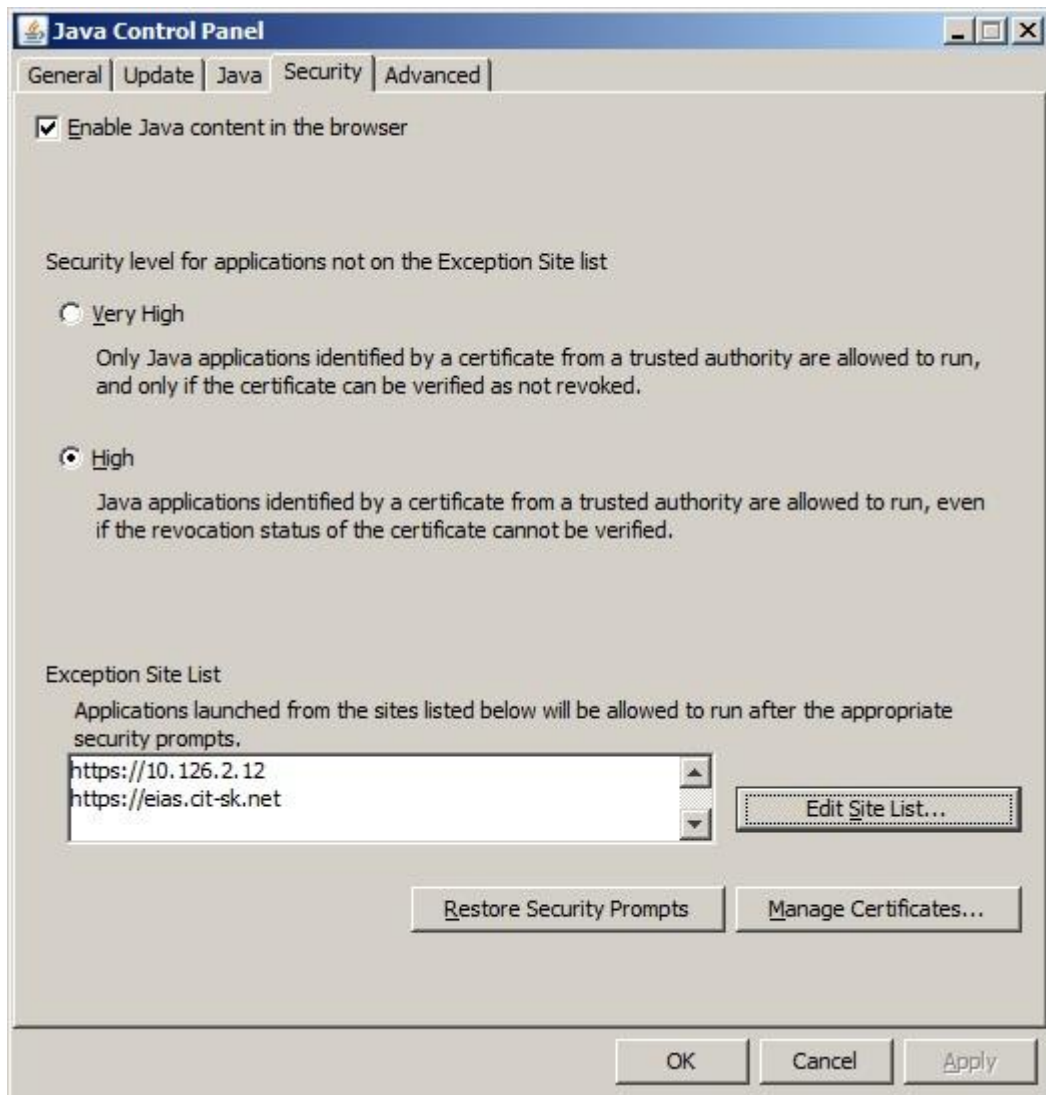 Java Control Panel
General Update Java Security Advanced
Enable Java content in the browser
Security level for applications not on the Exception Site list
Very High
Only Java applications identified by a certificate from a trusted authority are allowed to run,
and only if the certificate can be verified as not revoked.
High
Java applications identified by a certificate from a trusted authority are allowed to run, even
if the revocation status of the certificate cannot be verified.
Exception Site List
Applications launched from the sites listed below will be allowed to run after the appropriate
security prompts.
https://10.126.2.12
https://eias.cit-sk.net
Edit Site List...
Restore Security Prompts Manage Certificates...
OK Cancel Apply